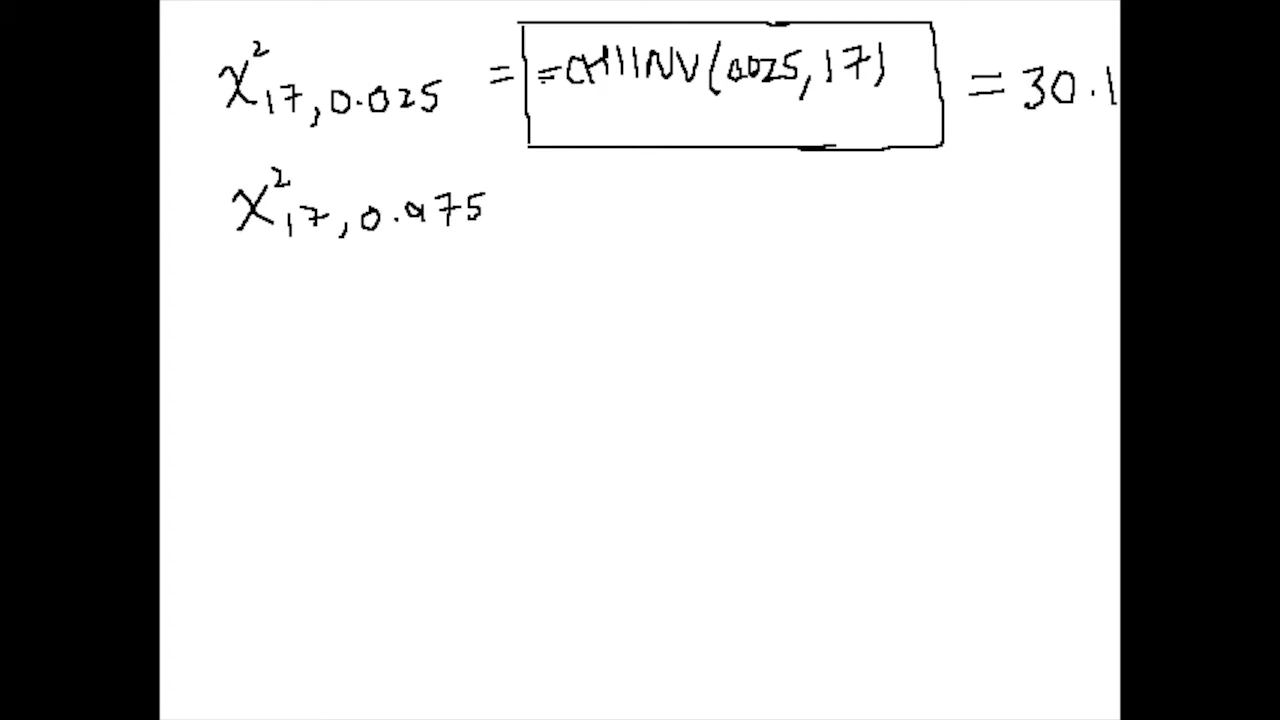 χ²17,0.025 = =CHIINV(0.025,17) = 30.1
χ²17,0.975